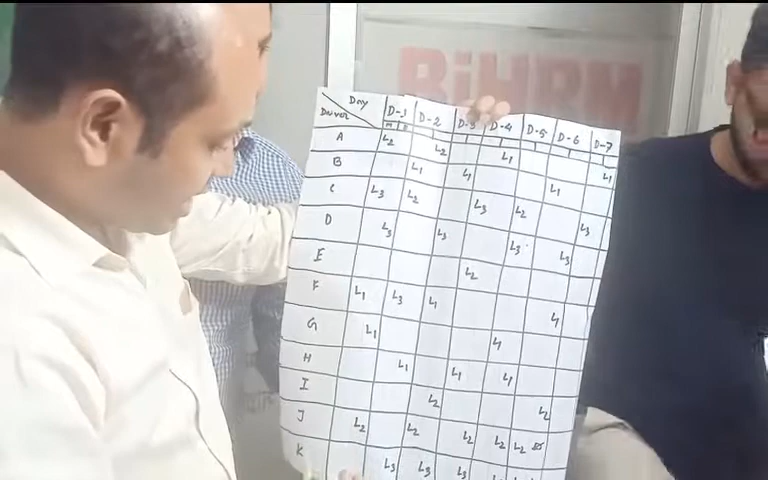 BiHRM
Day D-1 D-2 D-3 D-4 D-5 D-6 D-7
Driver
A L2 L2 L1 L1
B L1 L1 L1
C L3 L2 L3 L2 L3
D L3 L3 L3 L3
E L2
F L1 L3 L1 L1
G L1 L1
H L1 L1 L1
I L2 L2
J L2 L2 L2 L2 L2
K L3 L3 L3